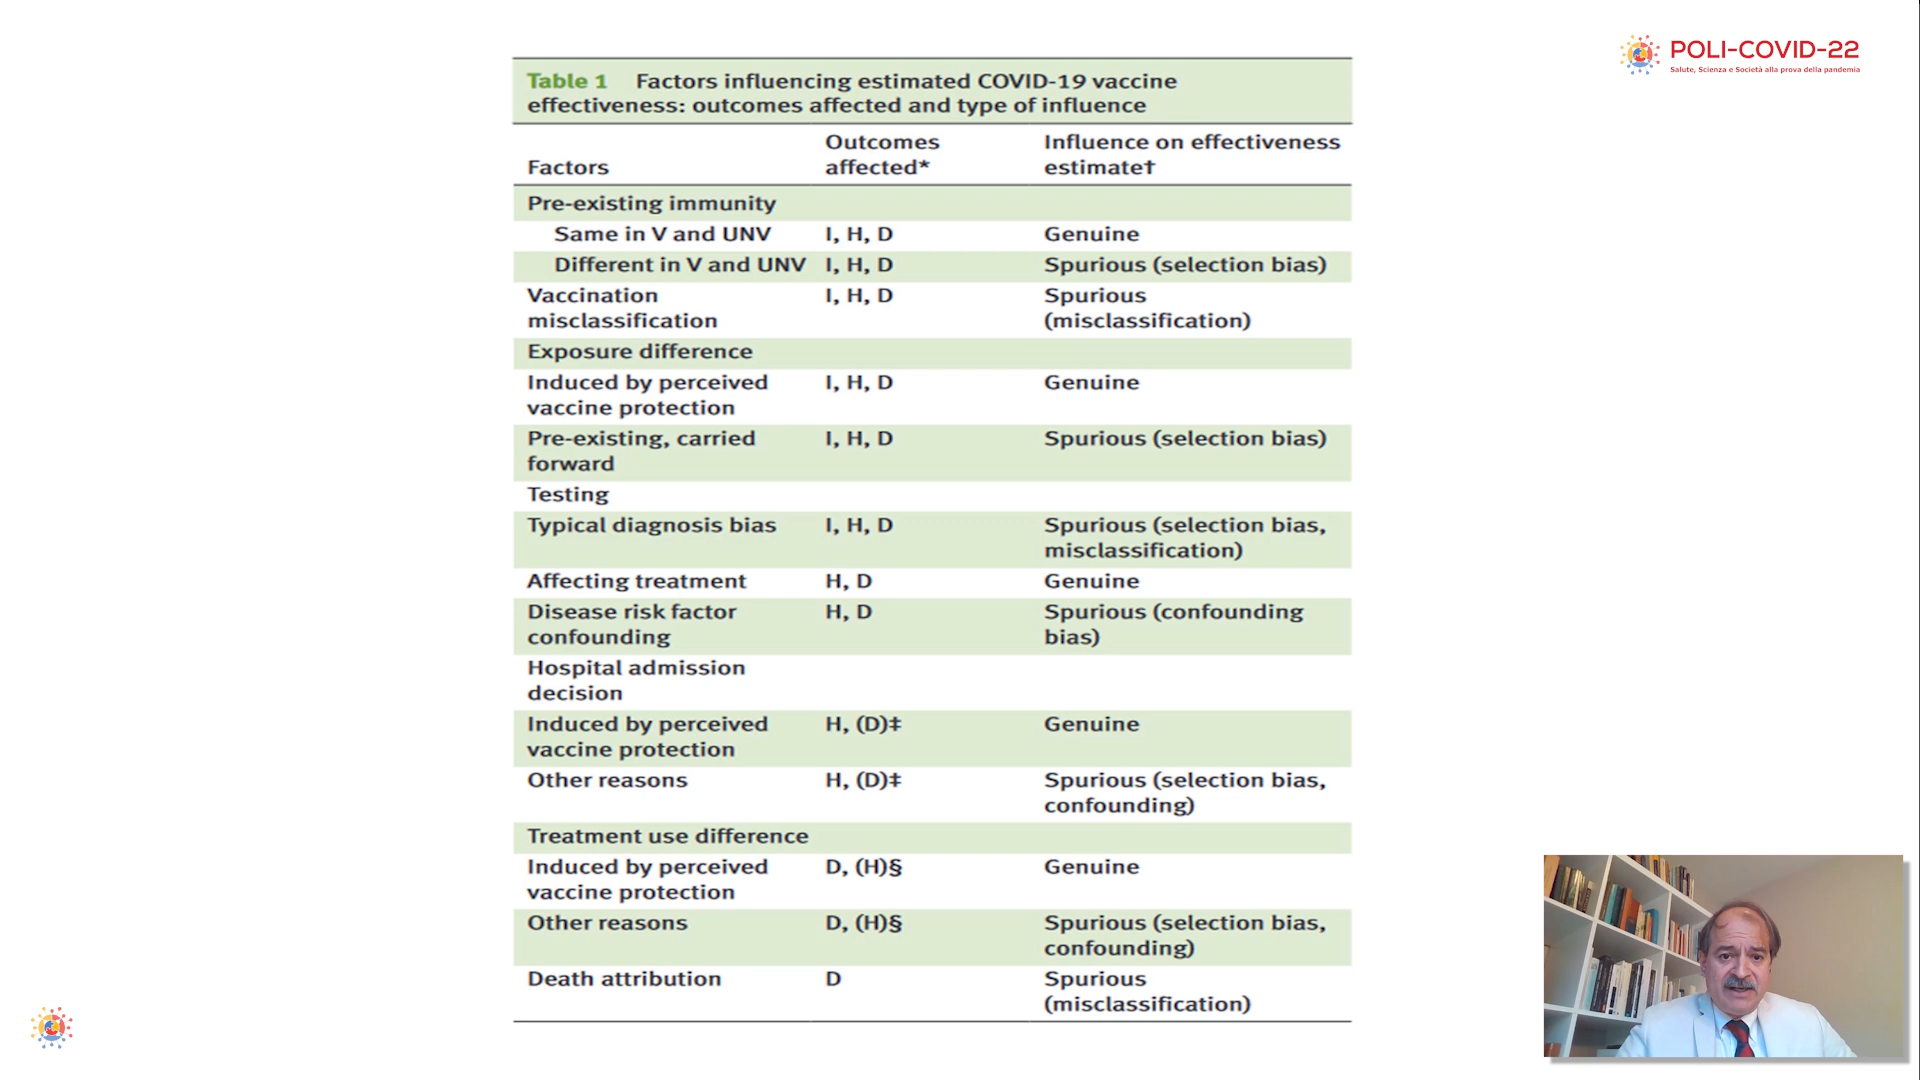 POLI-COVID-22
Salute, Scienza e Società alla prova della pandemia
Table 1 Factors influencing estimated COVID-19 vaccine
effectiveness: outcomes affected and type of influence
Factors
Outcomes
affected*
Influence on effectiveness
estimate†
Pre-existing immunity
Same in V and UNV I, H, D Genuine
Different in V and UNV I, H, D Spurious (selection bias)
Vaccination I, H, D Spurious
misclassification (misclassification)
Exposure difference
Induced by perceived I, H, D Genuine
vaccine protection
Pre-existing, carried I, H, D Spurious (selection bias)
forward
Testing
Typical diagnosis bias I, H, D Spurious (selection bias,
misclassification)
Affecting treatment H, D Genuine
Disease risk factor H, D Spurious (confounding
confounding bias)
Hospital admission
decision
Induced by perceived H, (D)‡ Genuine
vaccine protection
Other reasons H, (D)‡ Spurious (selection bias,
confounding)
Treatment use difference
Induced by perceived D, (H)§ Genuine
vaccine protection
Other reasons D, (H)§ Spurious (selection bias,
confounding)
Death attribution D Spurious
(misclassification)